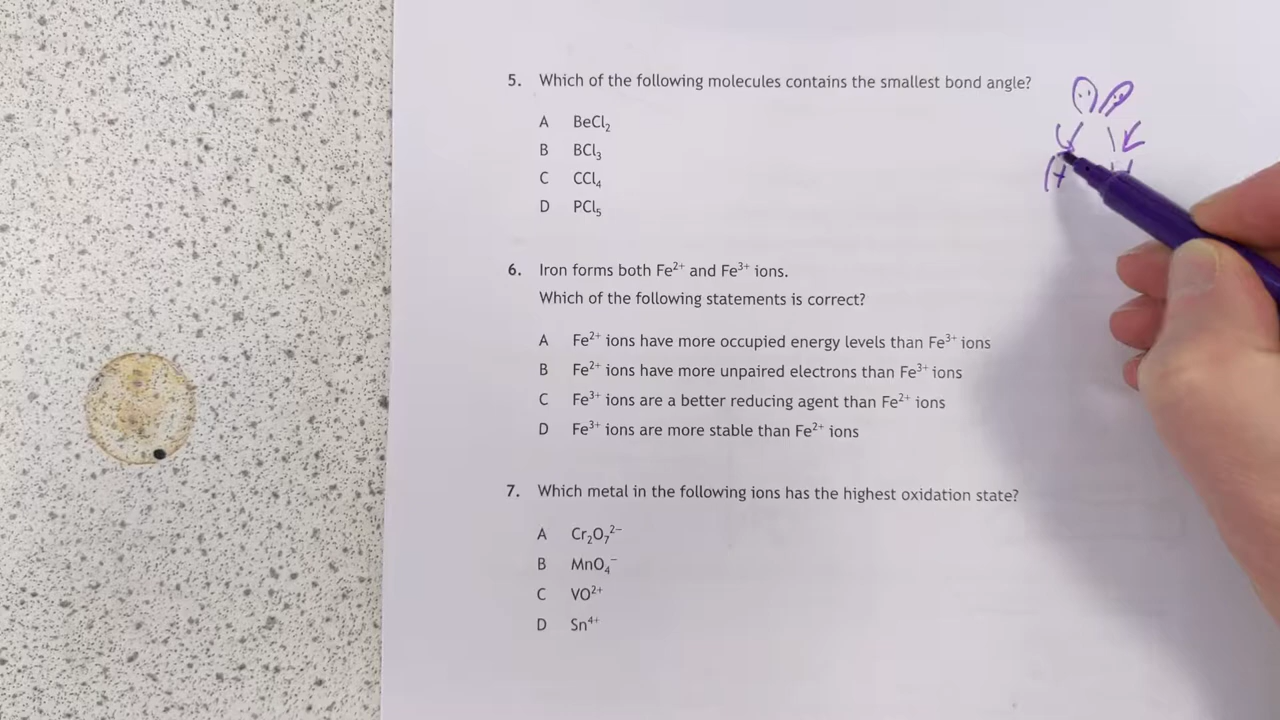 5. Which of the following molecules contains the smallest bond angle?
A BeCl₂
B BCl₃
C CCl₄
D PCl₅
6. Iron forms both Fe²⁺ and Fe³⁺ ions.
Which of the following statements is correct?
A Fe²⁺ ions have more occupied energy levels than Fe³⁺ ions
B Fe²⁺ ions have more unpaired electrons than Fe³⁺ ions
C Fe³⁺ ions are a better reducing agent than Fe²⁺ ions
D Fe³⁺ ions are more stable than Fe²⁺ ions
7. Which metal in the following ions has the highest oxidation state?
A Cr₂O₇²⁻
B MnO₄⁻
C VO²⁺
D Sn⁴⁺